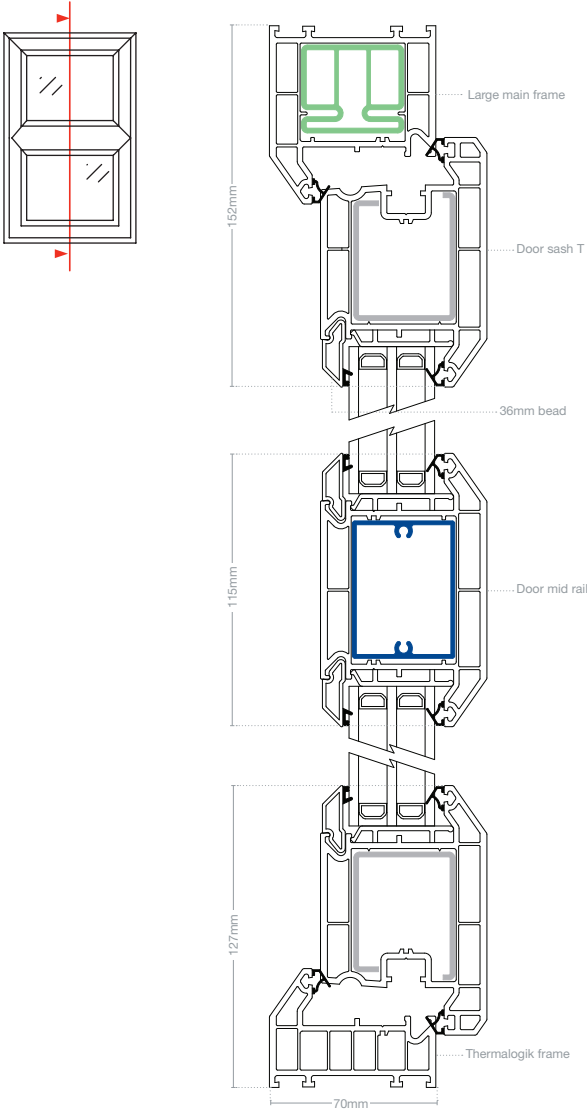 Large main frame
152mm
Door sash T
36mm bead
115mm
Door mid rail
127mm
Thermalogik frame
70mm